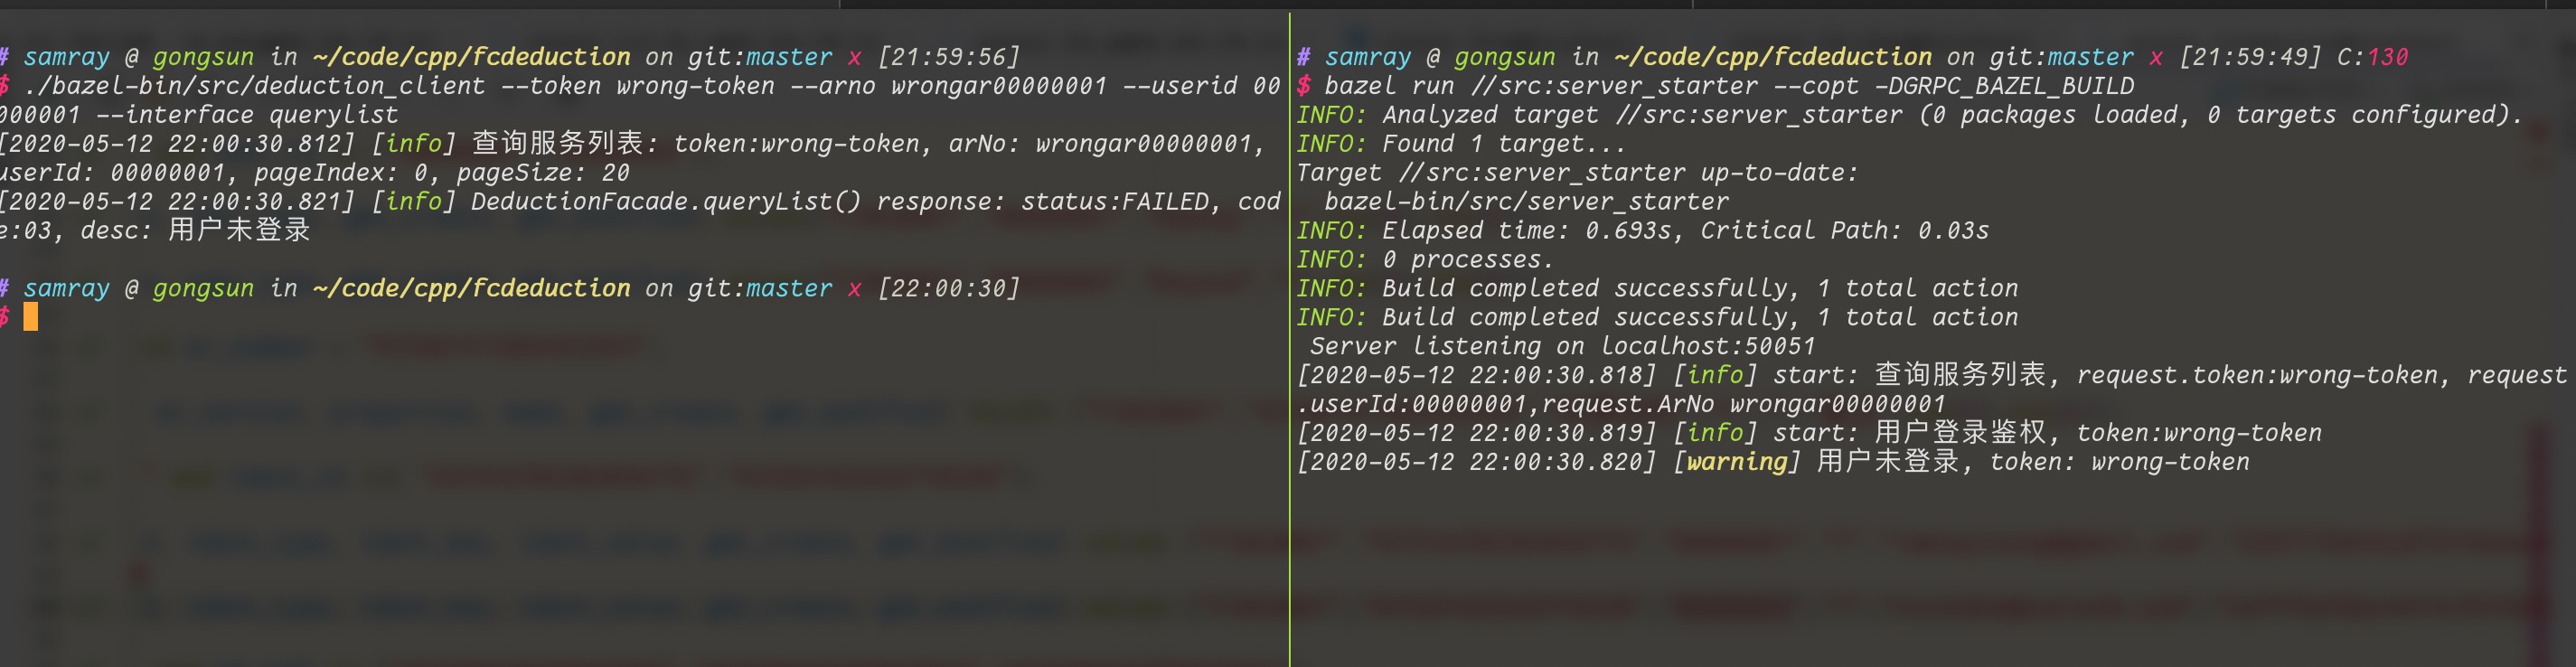 # samray @ gongsun in ~/code/cpp/fcdeduction on git:master x [21:59:56]
$ ./bazel-bin/src/deduction_client --token wrong-token --arno wrongar00000001 --userid 00
000001 --interface querylist
[2020-05-12 22:00:30.812] [info] 查询服务列表: token:wrong-token, arNo: wrongar00000001,
userId: 00000001, pageIndex: 0, pageSize: 20
[2020-05-12 22:00:30.821] [info] DeductionFacade.queryList() response: status:FAILED, cod
e:03, desc: 用户未登录
# samray @ gongsun in ~/code/cpp/fcdeduction on git:master x [22:00:30]
$
# samray @ gongsun in ~/code/cpp/fcdeduction on git:master x [21:59:49] C:130
$ bazel run //src:server_starter --copt -DGRPC_BAZEL_BUILD
INFO: Analyzed target //src:server_starter (0 packages loaded, 0 targets configured).
INFO: Found 1 target...
Target //src:server_starter up-to-date:
bazel-bin/src/server_starter
INFO: Elapsed time: 0.693s, Critical Path: 0.03s
INFO: 0 processes.
INFO: Build completed successfully, 1 total action
INFO: Build completed successfully, 1 total action
Server listening on localhost:50051
[2020-05-12 22:00:30.818] [info] start: 查询服务列表, request.token:wrong-token, request
.userId:00000001,request.ArNo wrongar00000001
[2020-05-12 22:00:30.819] [info] start: 用户登录鉴权, token:wrong-token
[2020-05-12 22:00:30.820] [warning] 用户未登录, token: wrong-token